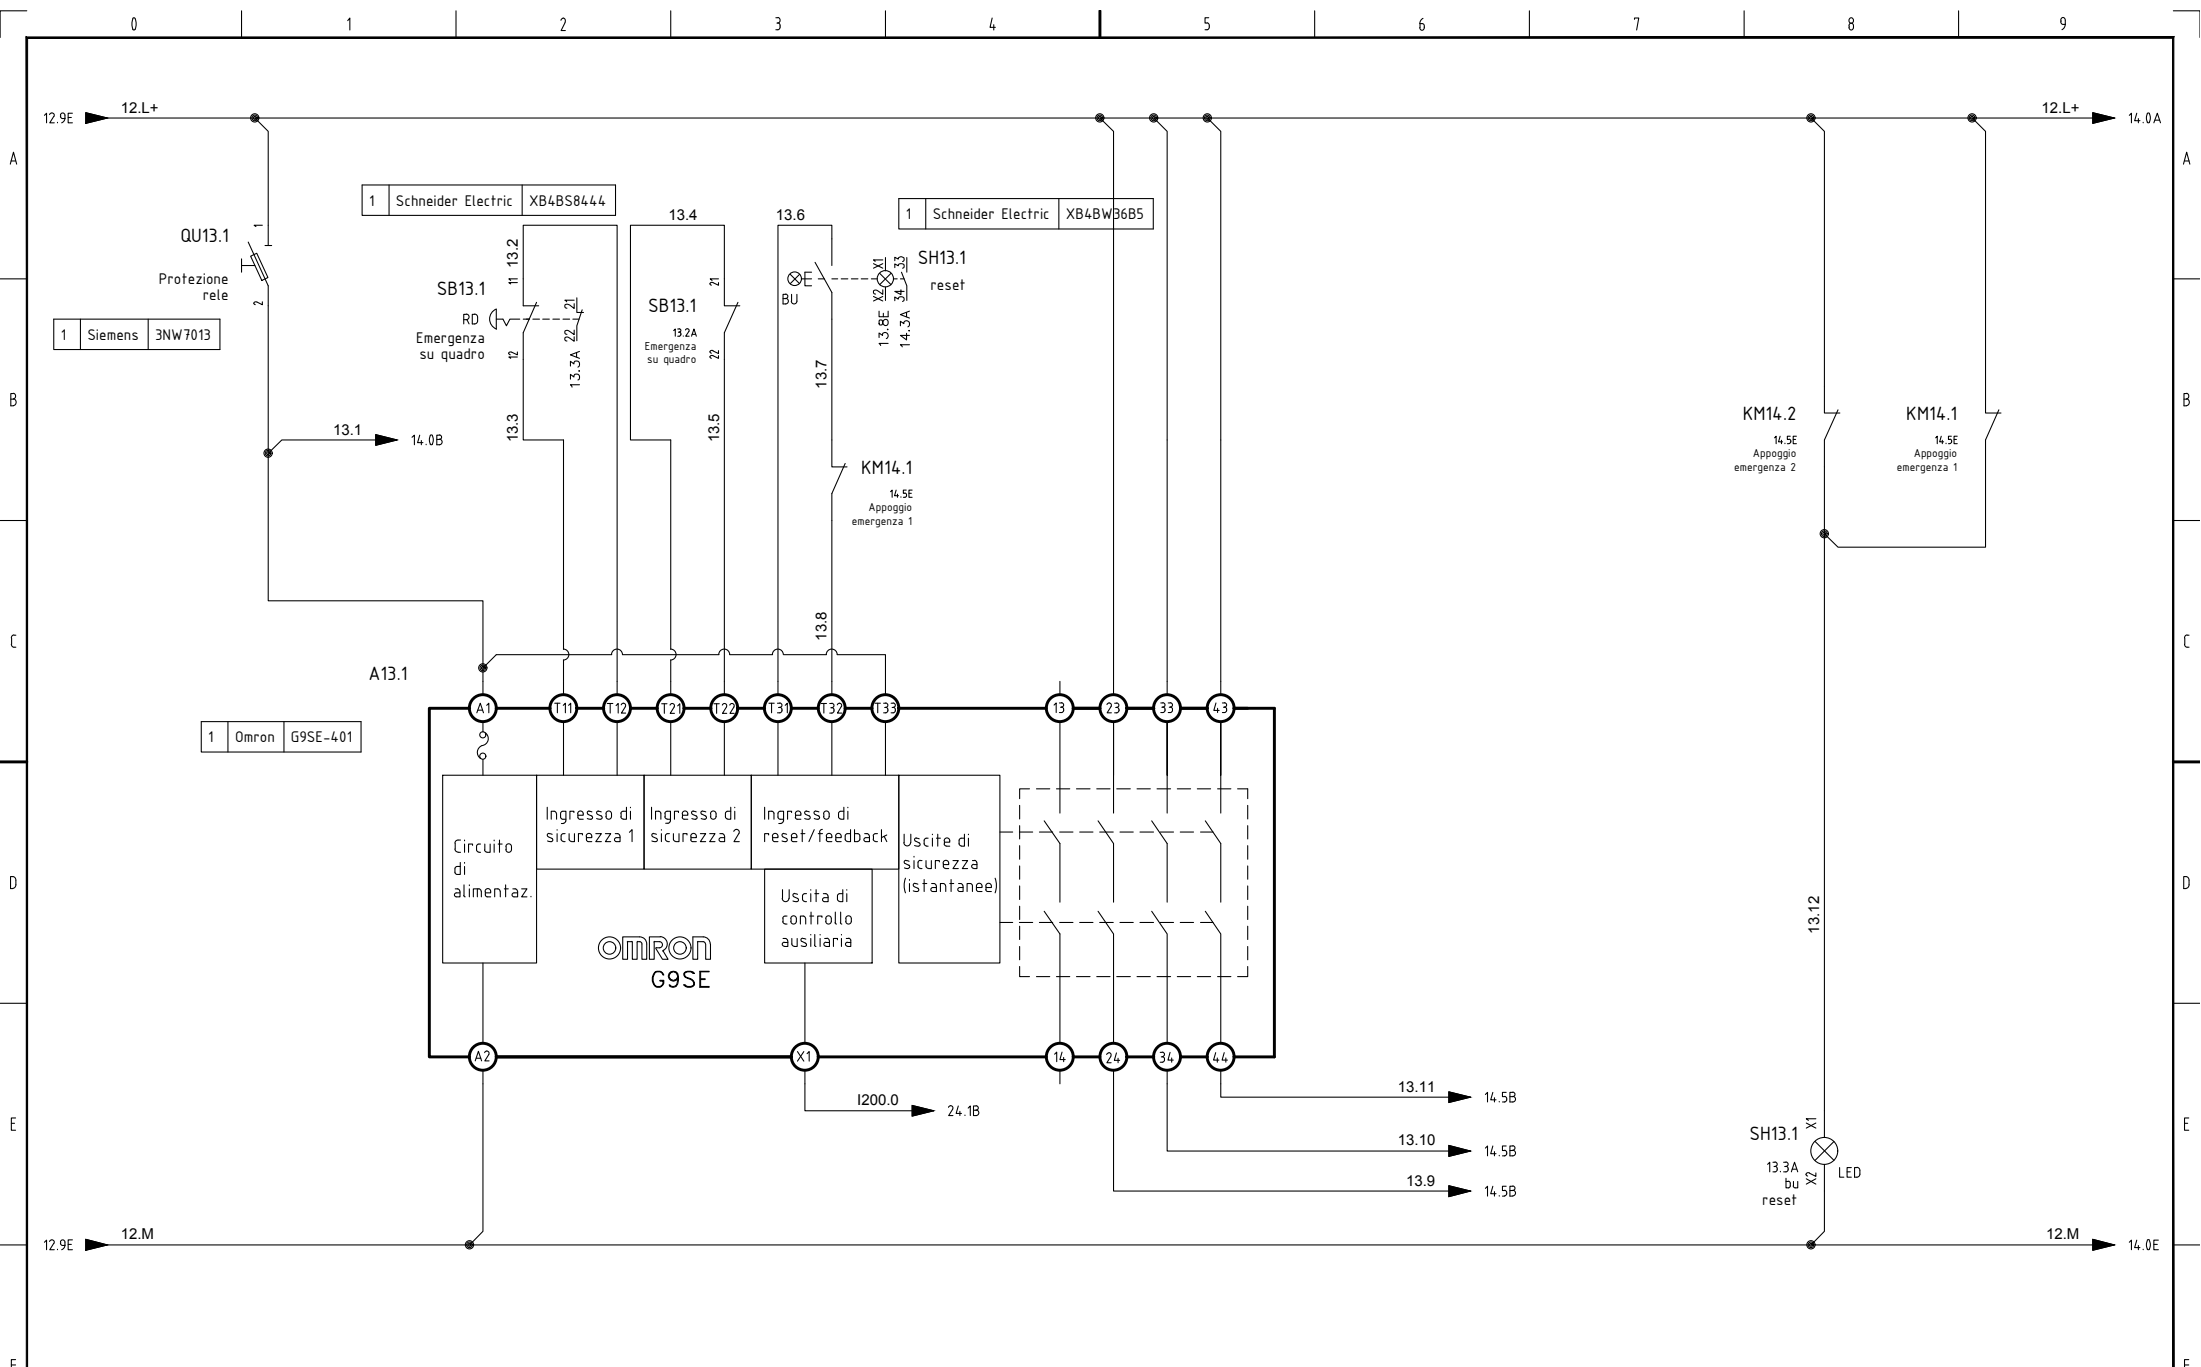 0 1 2 3 4 5 6 7 8 9
12.9E 12.L+ 12.L+ 14.0A
A A
1 Schneider Electric XB4BS8444
1 Schneider Electric XB4BW36B5
QU13.1
Protezione
rele
1
2
1 Siemens 3NW7013
13.1 14.0B
SB13.1
RD
Emergenza
su quadro
13.2
11
12
21
22
13.3A
13.3
13.4
SB13.1
13.2A
Emergenza
su quadro
21
22
13.5
13.6
BU
X1
X2
33
34
13.8E
14.3A
SH13.1
reset
13.7
KM14.1
14.5E
Appoggio
emergenza 1
13.8
KM14.2
14.5E
Appoggio
emergenza 2
KM14.1
14.5E
Appoggio
emergenza 1
B B
C C
A13.1
1 Omron G9SE-401
A1 T11 T12 T21 T22 T31 T32 T33 13 23 33 43
Circuito
di
alimentaz.
Ingresso di
sicurezza 1
Ingresso di
sicurezza 2
Ingresso di
reset/feedback
Uscita di
controllo
ausiliaria
Uscite di
sicurezza
(istantanee)
OMRON
G9SE
D D
13.12
A2 X1 14 24 34 44
I200.0 24.1B
13.11 14.5B
13.10 14.5B
13.9 14.5B
E E
SH13.1
13.3A
bu
reset
X1
X2
LED
12.9E 12.M 12.M 14.0E
F F